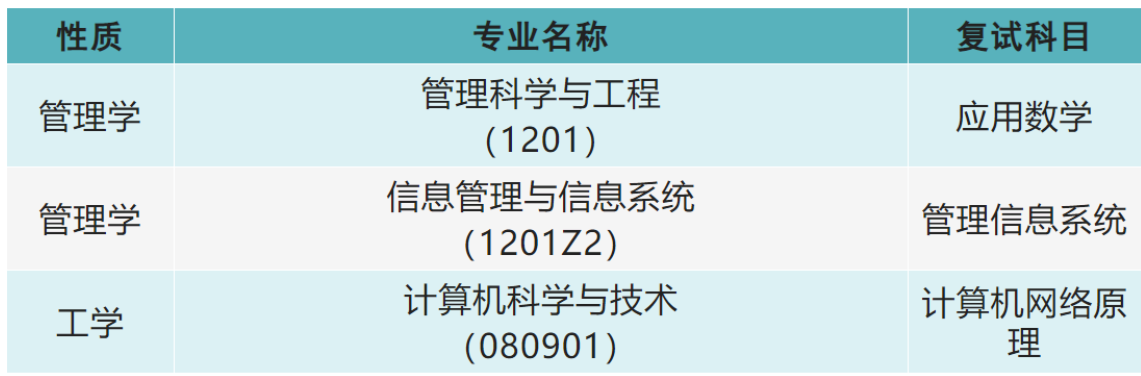 性质 专业名称 复试科目
管理学 管理科学与工程 应用数学
(1201)
管理学 信息管理与信息系统 管理信息系统
(1201Z2)
工学 计算机科学与技术 计算机网络原
(080901) 理